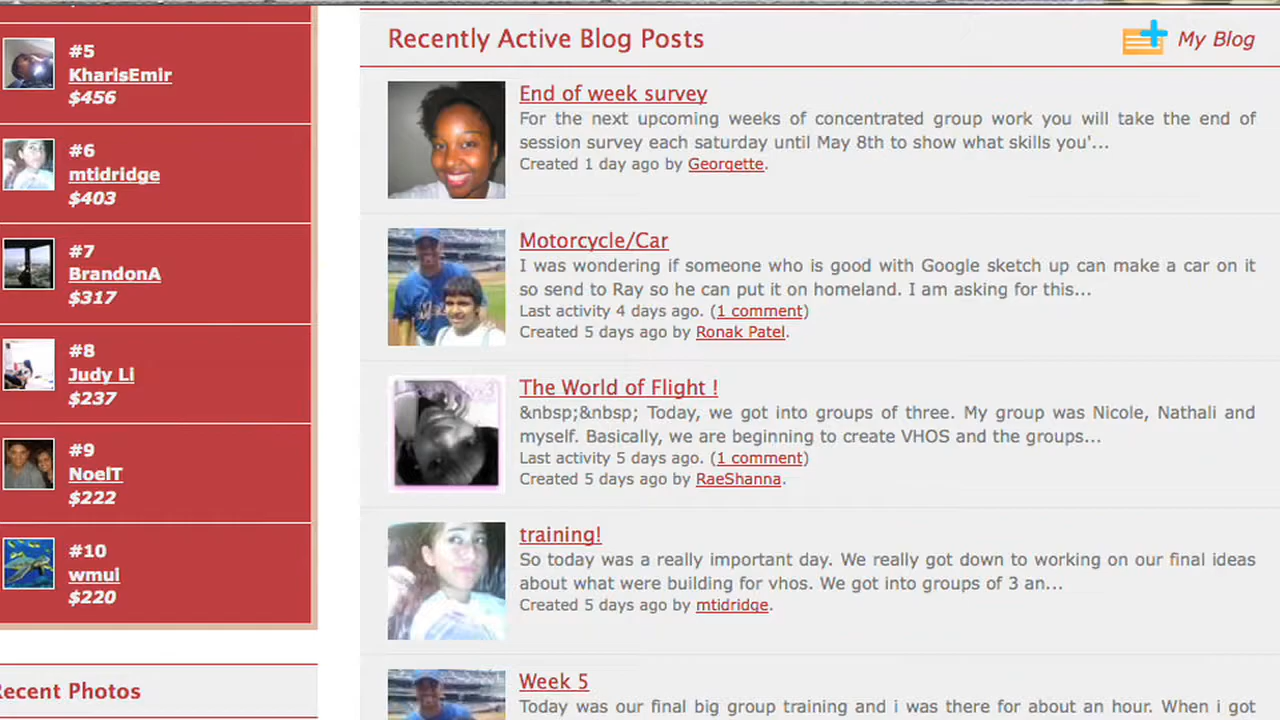 #5
KharisEmir
$456
#6
mtidridge
$403
#7
BrandonA
$317
#8
Judy Li
$237
#9
NoelT
$222
#10
wmui
$220
Recent Photos
Recently Active Blog Posts
My Blog
End of week survey
For the next upcoming weeks of concentrated group work you will take the end of
session survey each saturday until May 8th to show what skills you'...
Created 1 day ago by Georgette.
Motorcycle/Car
I was wondering if someone who is good with Google sketch up can make a car on it
so send to Ray so he can put it on homeland. I am asking for this...
Last activity 4 days ago. (1 comment)
Created 5 days ago by Ronak Patel.
The World of Flight !
&nbsp;&nbsp; Today, we got into groups of three. My group was Nicole, Nathali and
myself. Basically, we are beginning to create VHOS and the groups...
Last activity 5 days ago. (1 comment)
Created 5 days ago by RaeShanna.
training!
So today was a really important day. We really got down to working on our final ideas
about what were building for vhos. We got into groups of 3 an...
Created 5 days ago by mtidridge.
Week 5
Today was our final big group training and i was there for about an hour. When i got